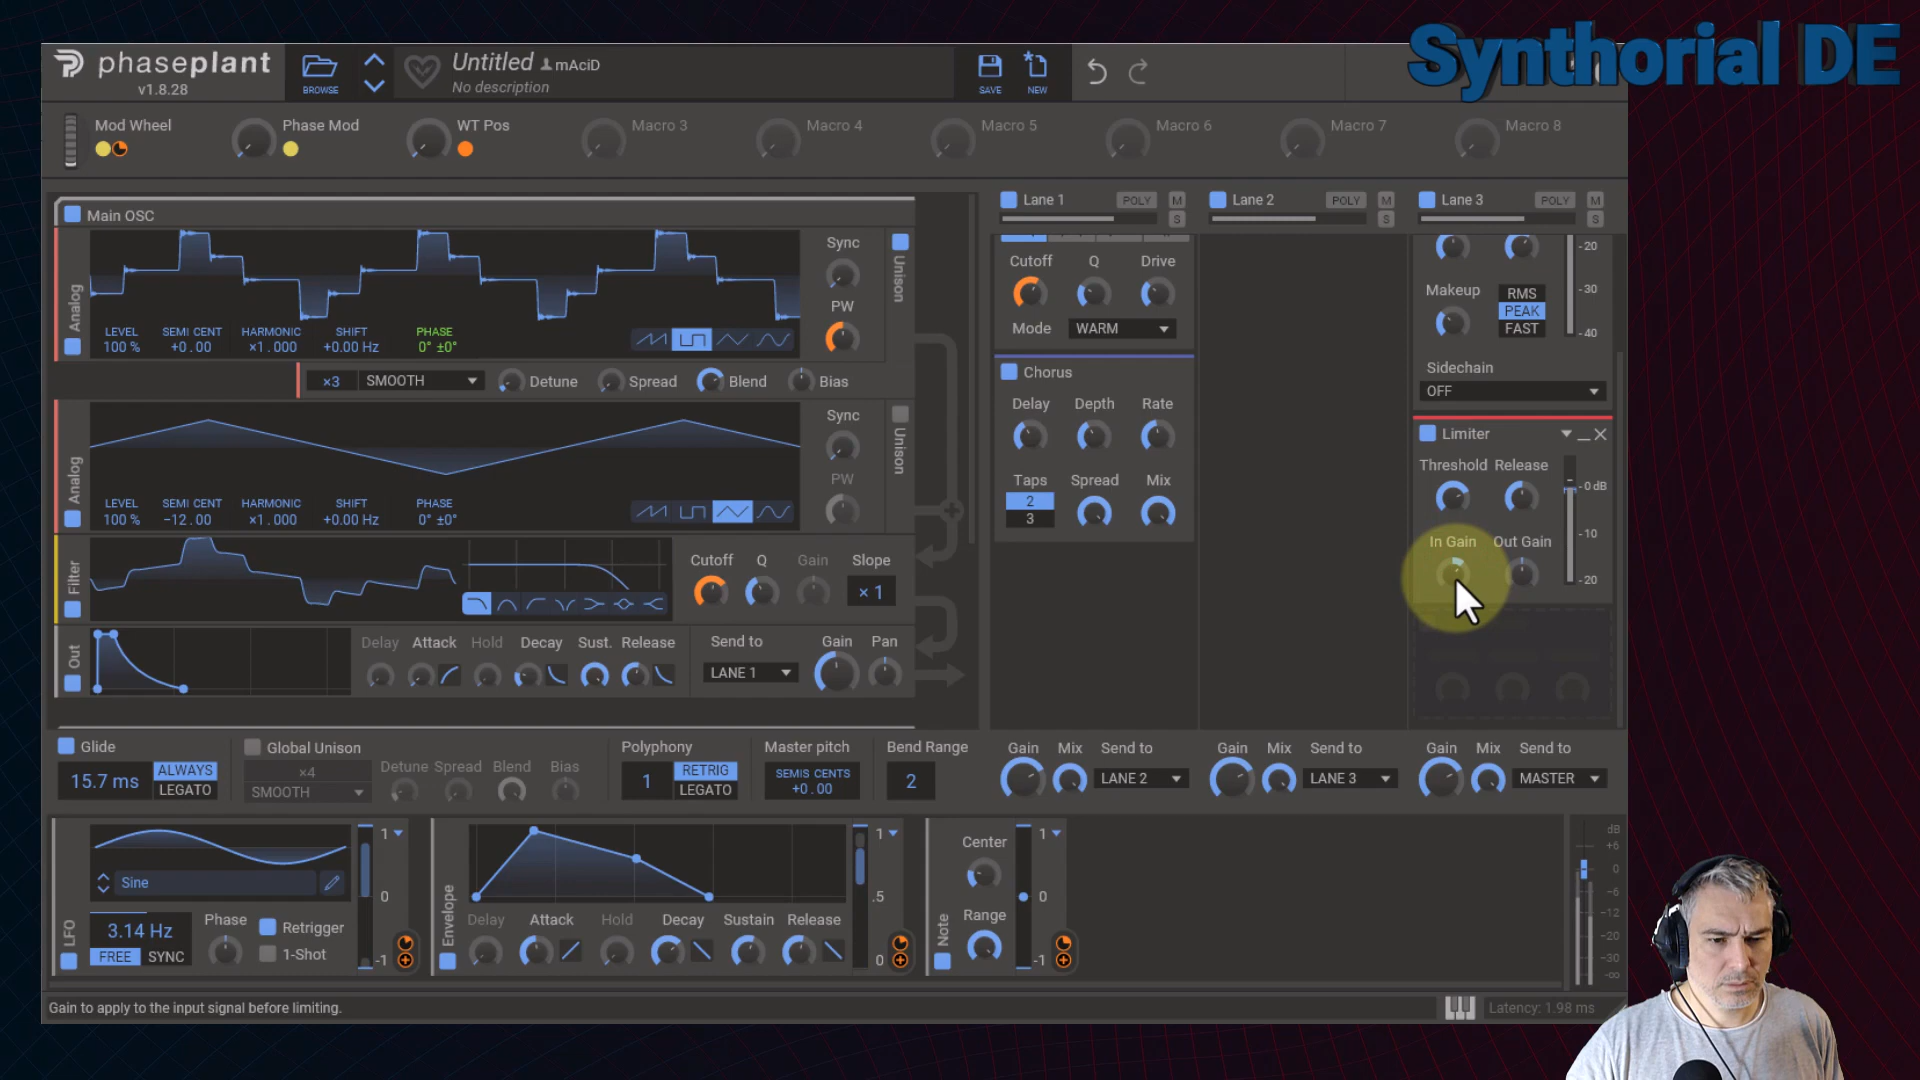 Synthorial DE
phaseplant
v1.8.28
BROWSE
Untitled mAciD
No description
SAVE
NEW
Mod Wheel
Phase Mod
WT Pos
Macro 3
Macro 4
Macro 5
Macro 6
Macro 7
Macro 8
Main OSC
Lane 1 POLY M
S
Lane 2 POLY M
S
Lane 3 POLY M
S
Analog
LEVEL SEMI CENT HARMONIC SHIFT PHASE
100 % +0.00 ×1.000 +0.00 Hz 0° ±0°
Sync
PW
Unison
×3 SMOOTH Detune Spread Blend Bias
Analog
LEVEL SEMI CENT HARMONIC SHIFT PHASE
100 % −12.00 ×1.000 +0.00 Hz 0° ±0°
Sync
PW
Unison
Filter
Cutoff Q Gain Slope
× 1
Out
Delay Attack Hold Decay Sust. Release
Send to
LANE 1
Gain Pan
Cutoff Q Drive
Mode WARM
Chorus
Delay Depth Rate
Taps Spread Mix
2
3
-20
-30
-40
Makeup
RMS
PEAK
FAST
Sidechain
OFF
Limiter
Threshold Release
0 dB
-10
-20
In Gain Out Gain
Glide
15.7 ms
ALWAYS
LEGATO
Global Unison
×4
SMOOTH
Detune Spread Blend Bias
Polyphony
1
RETRIG
LEGATO
Master pitch
SEMIS CENTS
+0.00
Bend Range
2
Gain Mix Send to
LANE 2
Gain Mix Send to
LANE 3
Gain Mix Send to
MASTER
LFO
Sine
3.14 Hz
FREE SYNC
Phase
Retrigger
1-Shot
1
0
-1
Envelope
Delay Attack Hold Decay Sustain Release
1
.5
0
Note
Center
Range
1
0
-1
dB
+6
0
-6
-12
-20
-30
-∞
Gain to apply to the input signal before limiting.
Latency: 1.98 ms